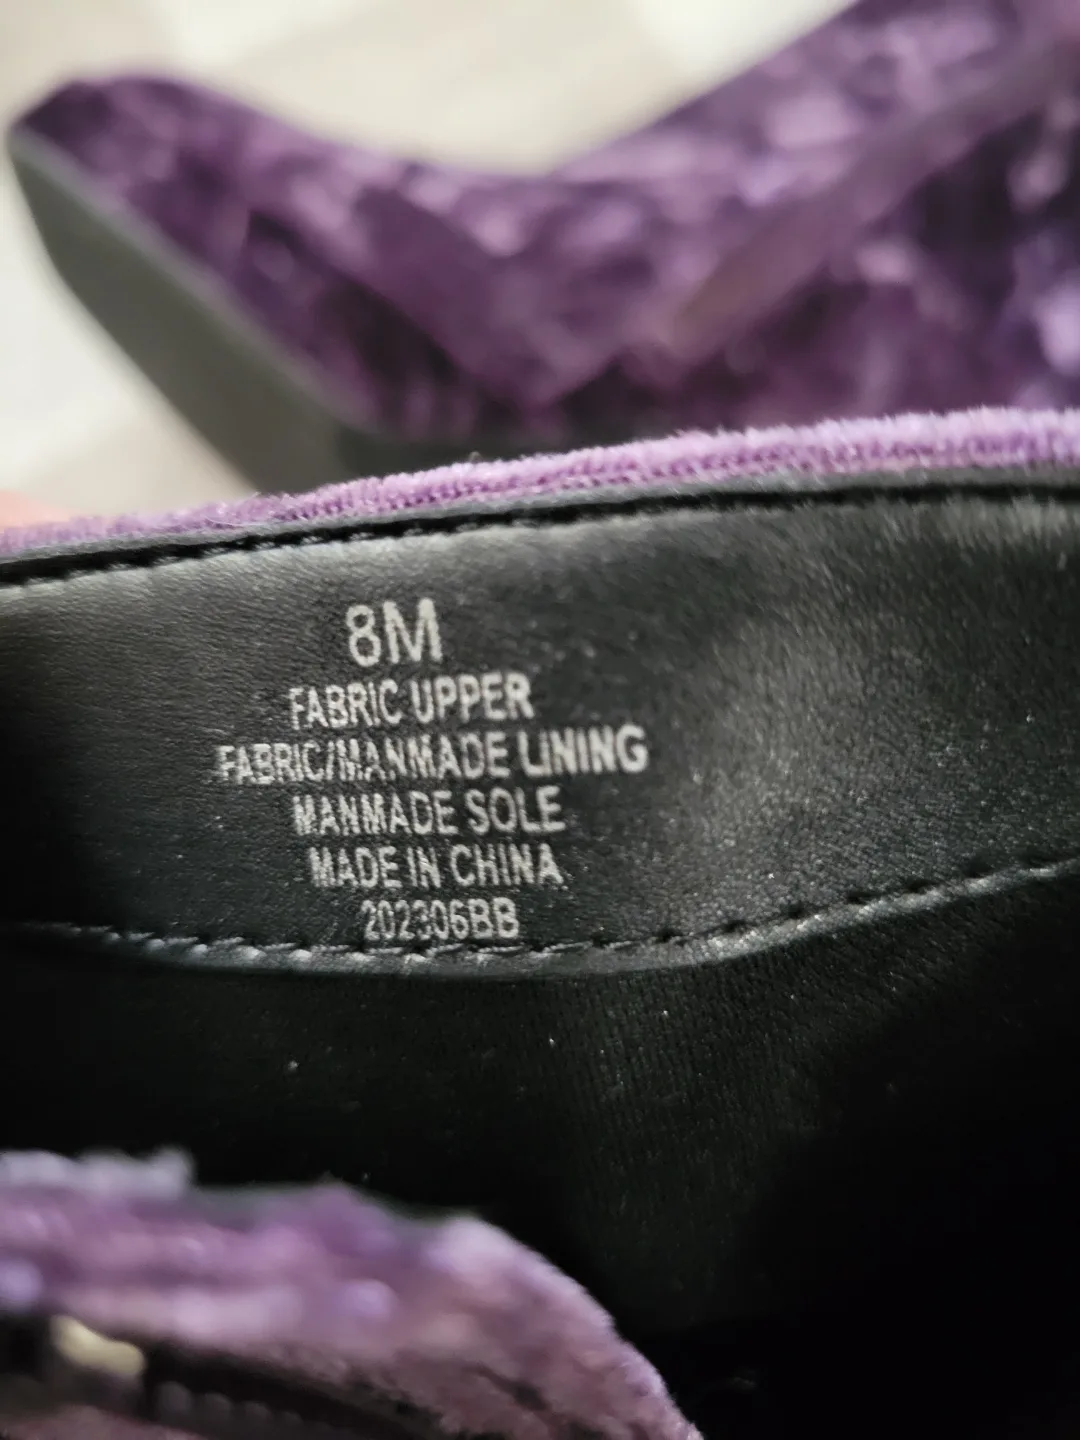 8M
FABRIC UPPER
FABRIC/MANMADE LINING
MANMADE SOLE
MADE IN CHINA
202306BB